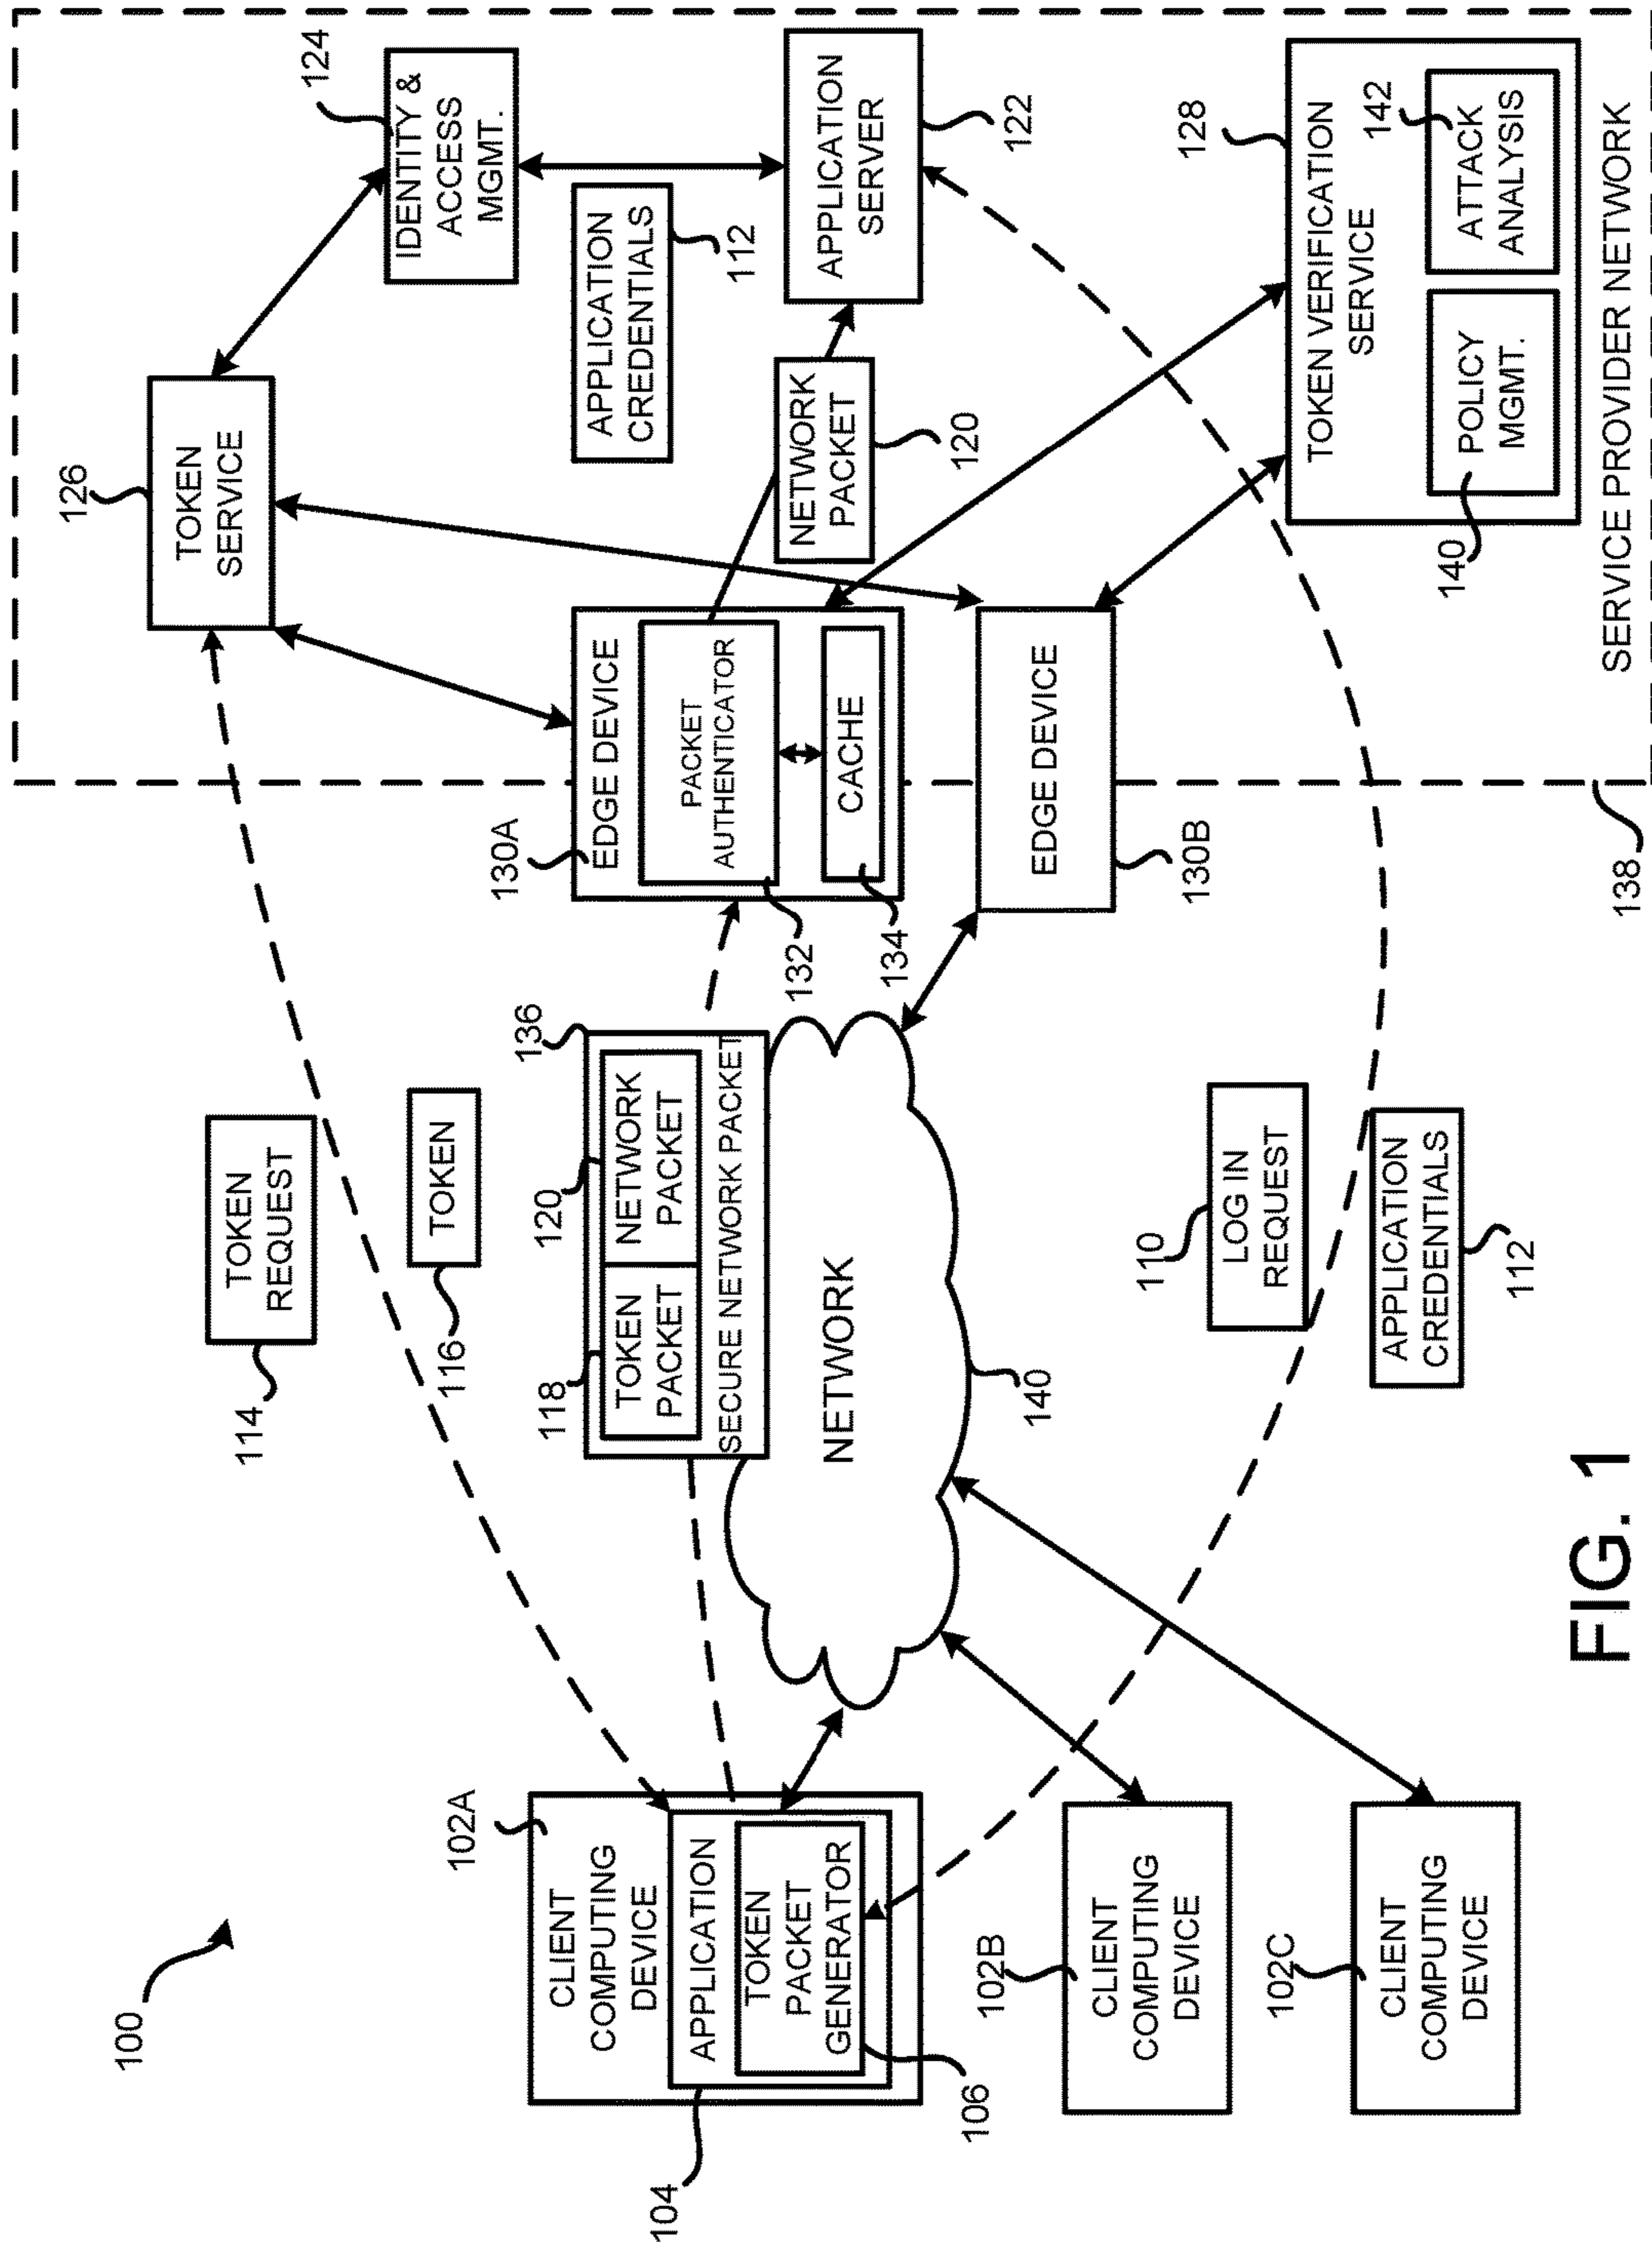 100
102A
CLIENT
COMPUTING
DEVICE
APPLICATION
TOKEN
PACKET
GENERATOR
104
106
102B
CLIENT
COMPUTING
DEVICE
102C
CLIENT
COMPUTING
DEVICE
114
TOKEN
REQUEST
116
TOKEN
136
118
120
TOKEN
PACKET
NETWORK
PACKET
SECURE NETWORK PACKET
NETWORK
140
110
LOG IN
REQUEST
APPLICATION
CREDENTIALS
112
126
TOKEN
SERVICE
124
IDENTITY &
ACCESS
MGMT.
APPLICATION
CREDENTIALS
112
130A
EDGE DEVICE
PACKET
AUTHENTICATOR
CACHE
132
134
NETWORK
PACKET
120
APPLICATION
SERVER
122
EDGE DEVICE
130B
128
TOKEN VERIFICATION
SERVICE
140
POLICY
MGMT.
142
ATTACK
ANALYSIS
SERVICE PROVIDER NETWORK
138
FIG. 1